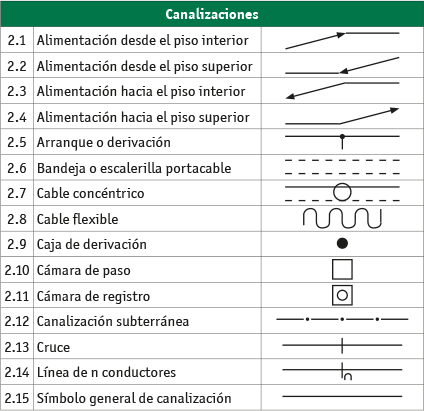 Canalizaciones
2.1 Alimentación desde el piso interior
2.2 Alimentación desde el piso superior
2.3 Alimentación hacia el piso interior
2.4 Alimentación hacia el piso superior
2.5 Arranque o derivación
2.6 Bandeja o escalerilla portacable
2.7 Cable concéntrico
2.8 Cable flexible
2.9 Caja de derivación
2.10 Cámara de paso
2.11 Cámara de registro
2.12 Canalización subterránea
2.13 Cruce
2.14 Línea de n conductores
2.15 Símbolo general de canalización